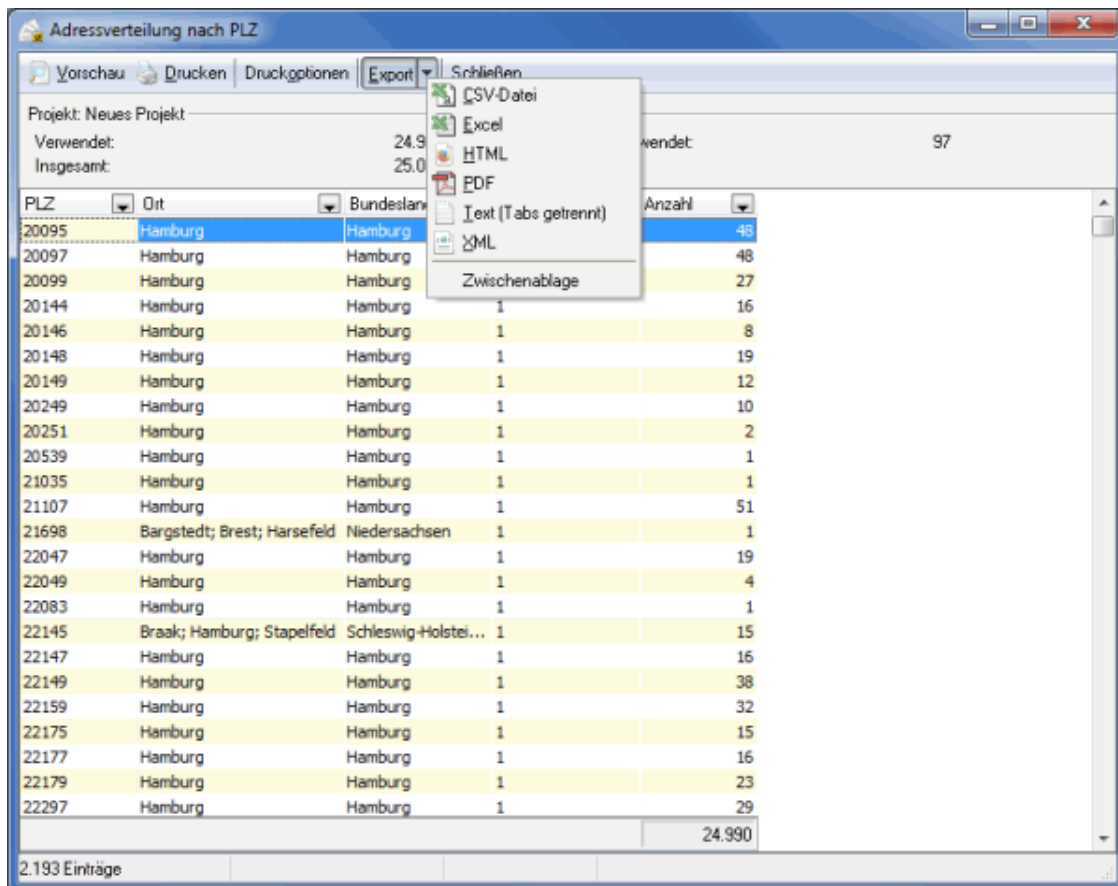 Adressverteilung nach PLZ
Vorschau Drucken Druckoptionen Export Schließen
CSV-Datei
Excel
HTML
PDF
Text (Tabs getrennt)
XML
Zwischenablage
Projekt: Neues Projekt
Verwendet: 24.9 wendet: 97
Insgesamt: 25.0
PLZ Ort Bundeslan Anzahl
20095 Hamburg Hamburg 48
20097 Hamburg Hamburg 48
20099 Hamburg Hamburg 27
20144 Hamburg Hamburg 1 16
20146 Hamburg Hamburg 1 8
20148 Hamburg Hamburg 1 19
20149 Hamburg Hamburg 1 12
20249 Hamburg Hamburg 1 10
20251 Hamburg Hamburg 1 2
20539 Hamburg Hamburg 1 1
21035 Hamburg Hamburg 1 1
21107 Hamburg Hamburg 1 51
21698 Bargstedt; Brest; Harsefeld Niedersachsen 1 1
22047 Hamburg Hamburg 1 19
22049 Hamburg Hamburg 1 4
22083 Hamburg Hamburg 1 1
22145 Braak; Hamburg; Stapelfeld Schleswig-Holstei... 1 15
22147 Hamburg Hamburg 1 16
22149 Hamburg Hamburg 1 38
22159 Hamburg Hamburg 1 32
22175 Hamburg Hamburg 1 15
22177 Hamburg Hamburg 1 16
22179 Hamburg Hamburg 1 23
22297 Hamburg Hamburg 1 29
24.990
2.193 Einträge